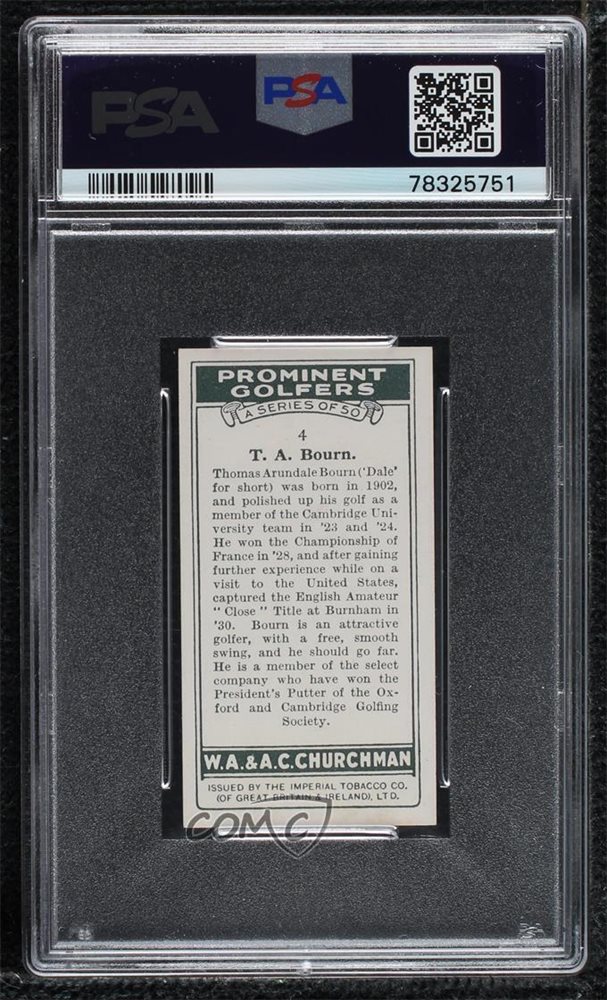 PSA
PSA
78325751
PROMINENT
GOLFERS
A SERIES OF 50
4
T. A. Bourn.
Thomas Arundale Bourn ('Dale'
for short) was born in 1902,
and polished up his golf as a
member of the Cambridge Uni-
versity team in '23 and '24.
He won the Championship of
France in '28, and after gaining
further experience while on a
visit to the United States,
captured the English Amateur
"Close" Title at Burnham in
'30. Bourn is an attractive
golfer, with a free, smooth
swing, and he should go far.
He is a member of the select
company who have won the
President's Putter of the Ox-
ford and Cambridge Golfing
Society.
W.A.&A.C.CHURCHMAN
ISSUED BY THE IMPERIAL TOBACCO CO.
(OF GREAT BRITAIN & IRELAND), LTD.
COMC